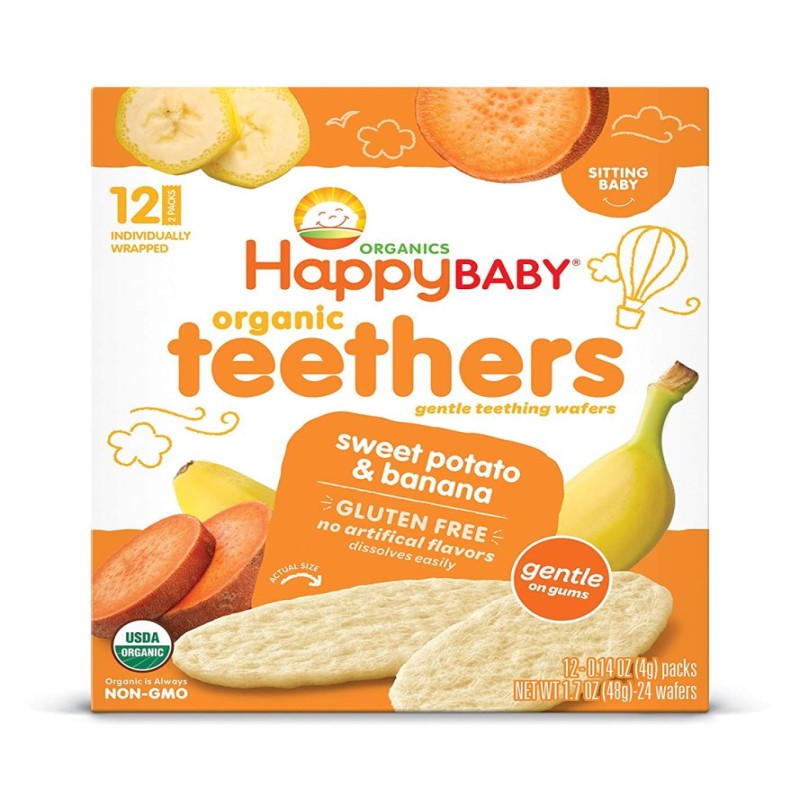 SITTING
BABY
12 2 PACKS
INDIVIDUALLY
WRAPPED
ORGANICS
HappyBABY®
organic
teethers
gentle teething wafers
sweet potato
& banana
GLUTEN FREE
no artifical flavors
dissolves easily
ACTUAL SIZE
gentle
on gums
USDA
ORGANIC
Organic is Always
NON-GMO
12-0.14 OZ (4g) packs
NET WT 1.7 OZ (48g)-24 wafers